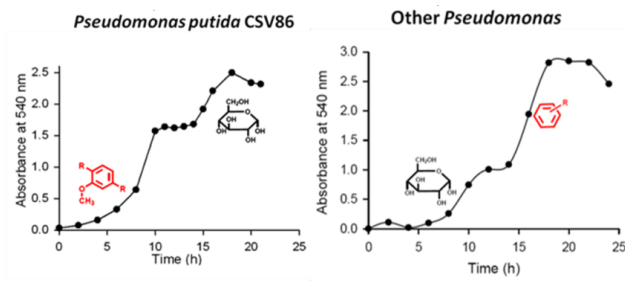 Pseudomonas putida CSV86
Absorbance at 540 nm
2.5
2.0
1.5
1.0
0.5
0.0
R
R
O
CH₃
CH₂OH
O
OH
OH
OH
OH
OH
0
5
10
15
20
25
Time (h)
Other Pseudomonas
Absorbance at 540 nm
3.0
2.5
2.0
1.5
1.0
0.5
0.0
CH₂OH
O
OH
OH
OH
OH
R
0
5
10
15
20
25
Time (h)